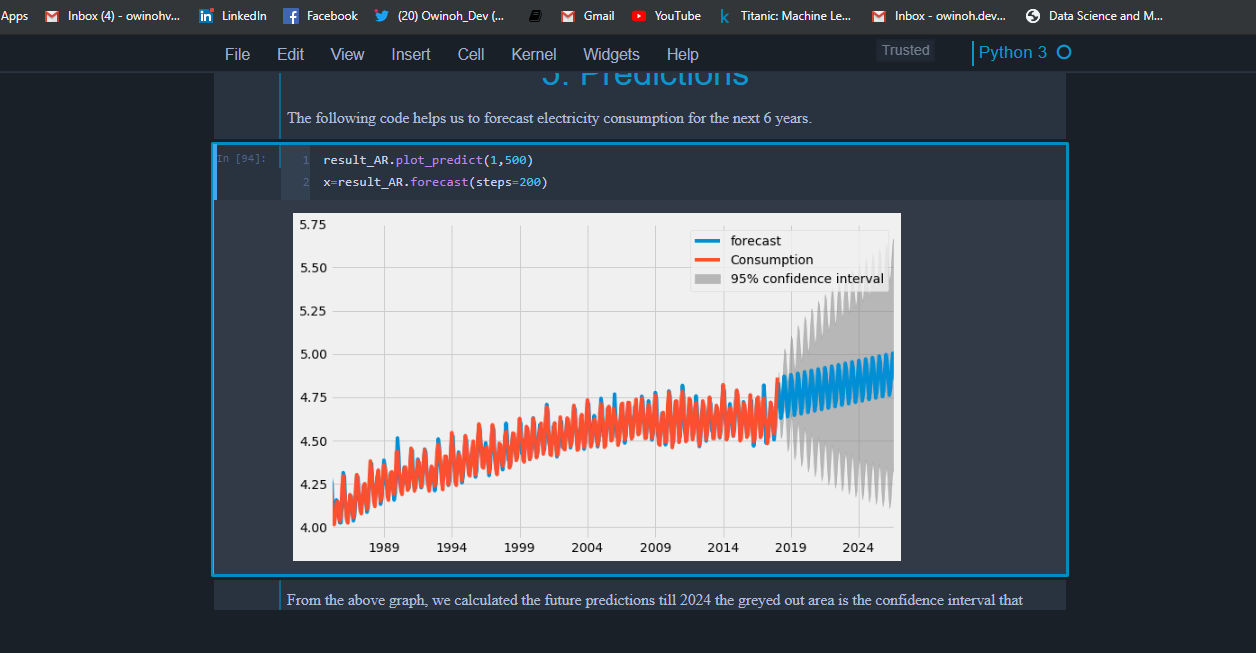 Apps Inbox (4) - owinohv... LinkedIn Facebook (20) Owinoh_Dev (... Gmail YouTube Titanic: Machine Le... Inbox - owinoh.dev... Data Science and M...
File Edit View Insert Cell Kernel Widgets Help Trusted Python 3
5. Predictions
The following code helps us to forecast electricity consumption for the next 6 years.
In [94]: 1 result_AR.plot_predict(1,500)
2 x=result_AR.forecast(steps=200)
5.75
forecast
Consumption
95% confidence interval
5.50
5.25
5.00
4.75
4.50
4.25
4.00
1989 1994 1999 2004 2009 2014 2019 2024
From the above graph, we calculated the future predictions till 2024 the greyed out area is the confidence interval that